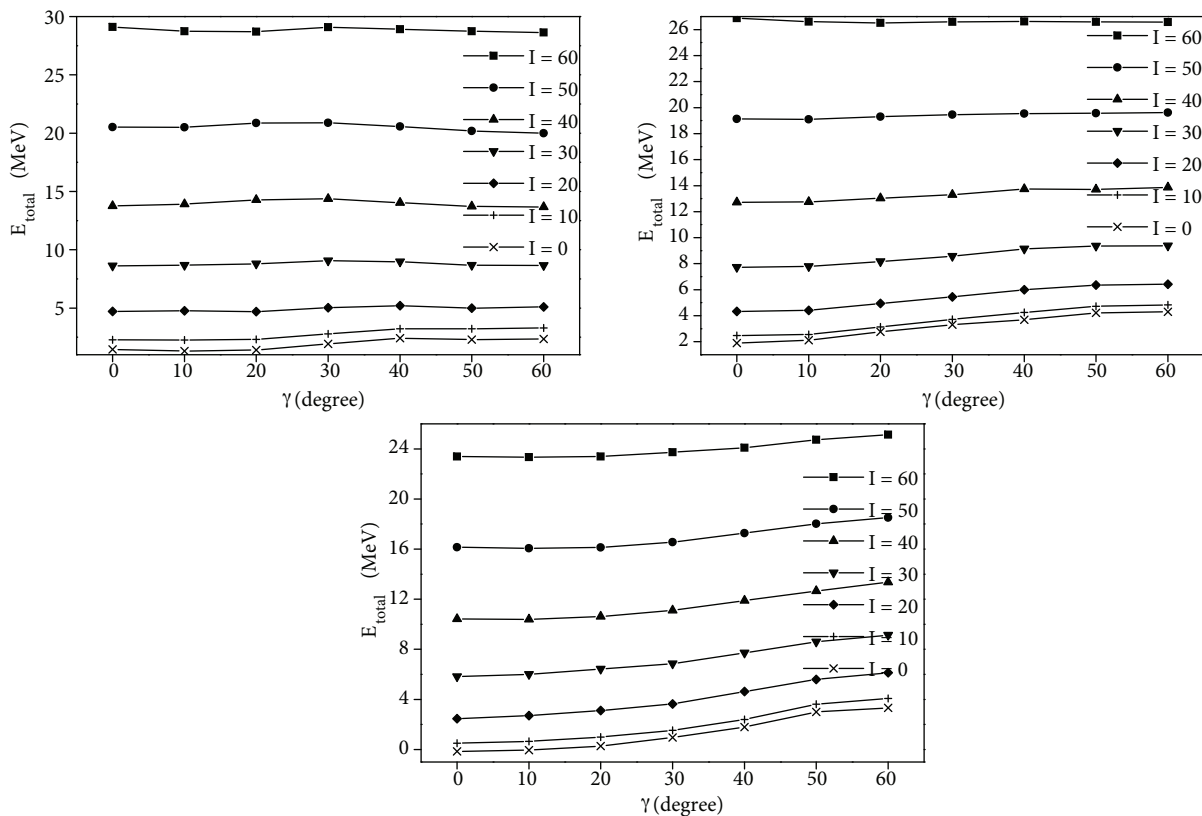 30
25
20
15
10
5
E_total (MeV)
I = 60
I = 50
I = 40
I = 30
I = 20
I = 10
I = 0
0 10 20 30 40 50 60
γ (degree)
26
24
22
20
18
16
14
12
10
8
6
4
2
E_total (MeV)
I = 60
I = 50
I = 40
I = 30
I = 20
I = 10
I = 0
0 10 20 30 40 50 60
γ (degree)
24
20
16
12
8
4
0
E_total (MeV)
I = 60
I = 50
I = 40
I = 30
I = 20
I = 10
I = 0
0 10 20 30 40 50 60
γ (degree)